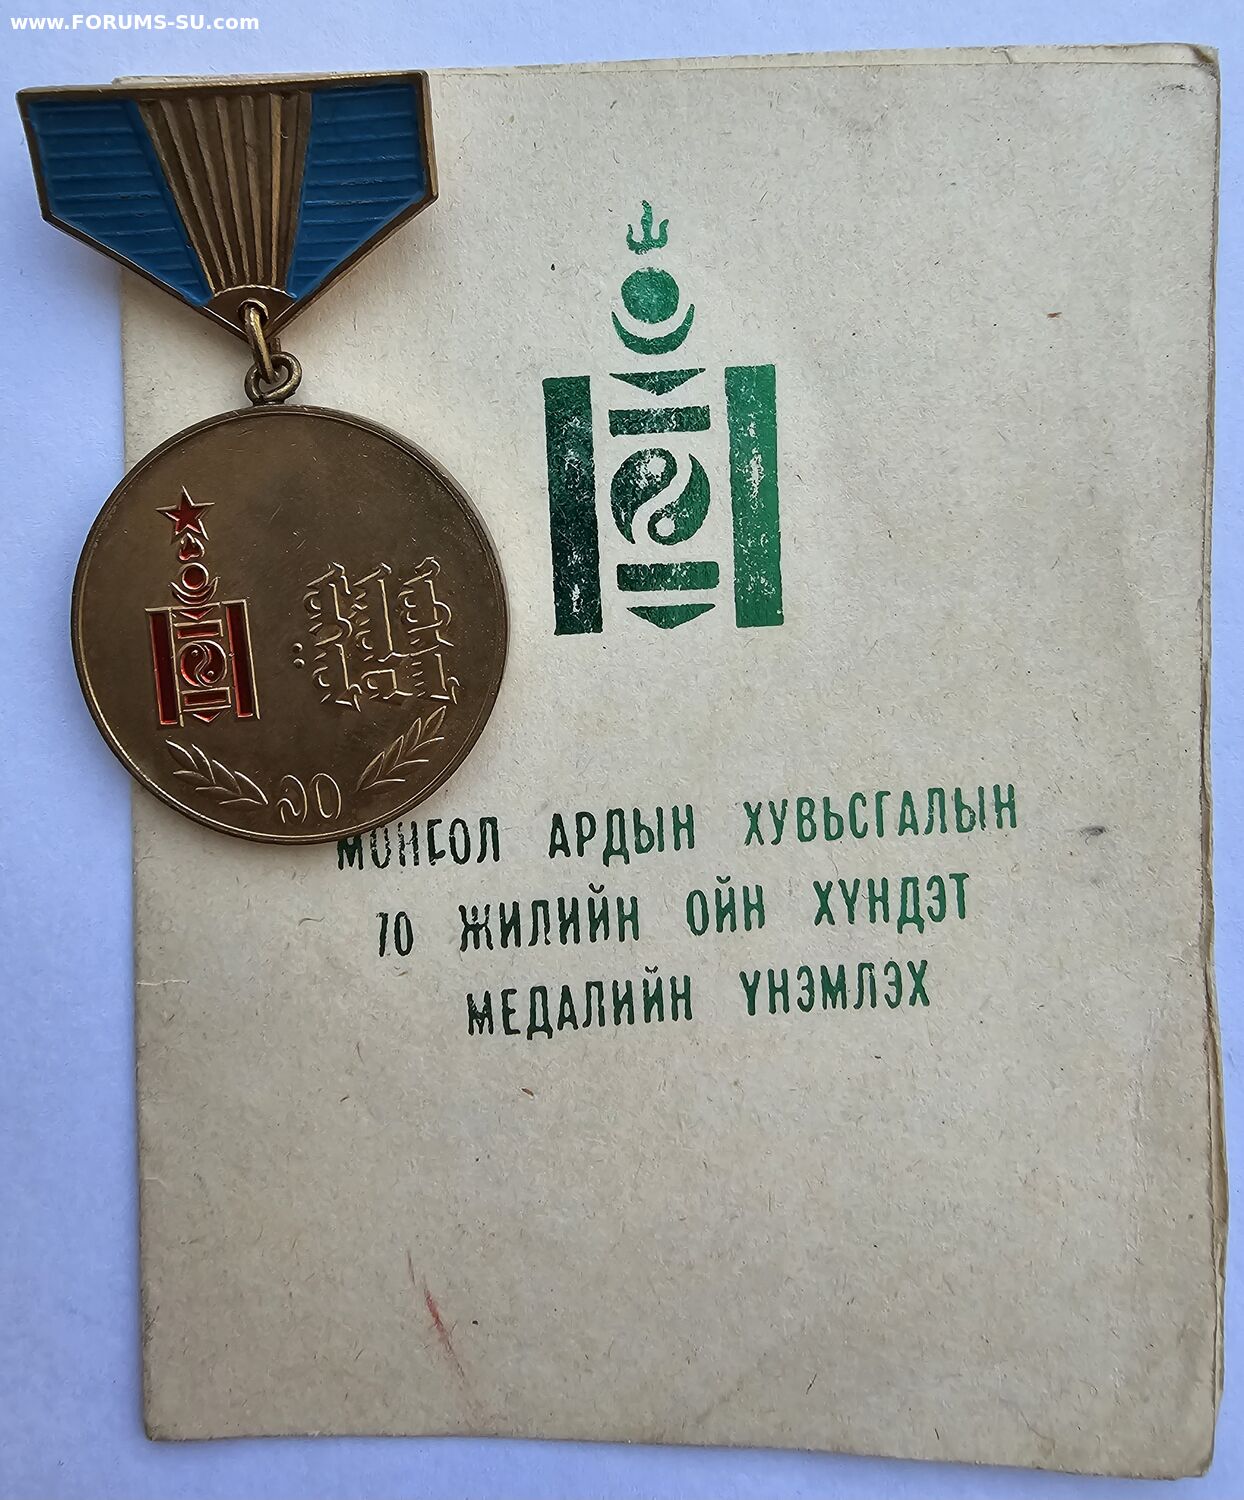 www.FORUMS-SU.com
МОНГОЛ АРДЫН ХУВЬСГАЛЫН
70 ЖИЛИЙН ОЙН ХҮНДЭТ
МЕДАЛИЙН ҮНЭМЛЭХ